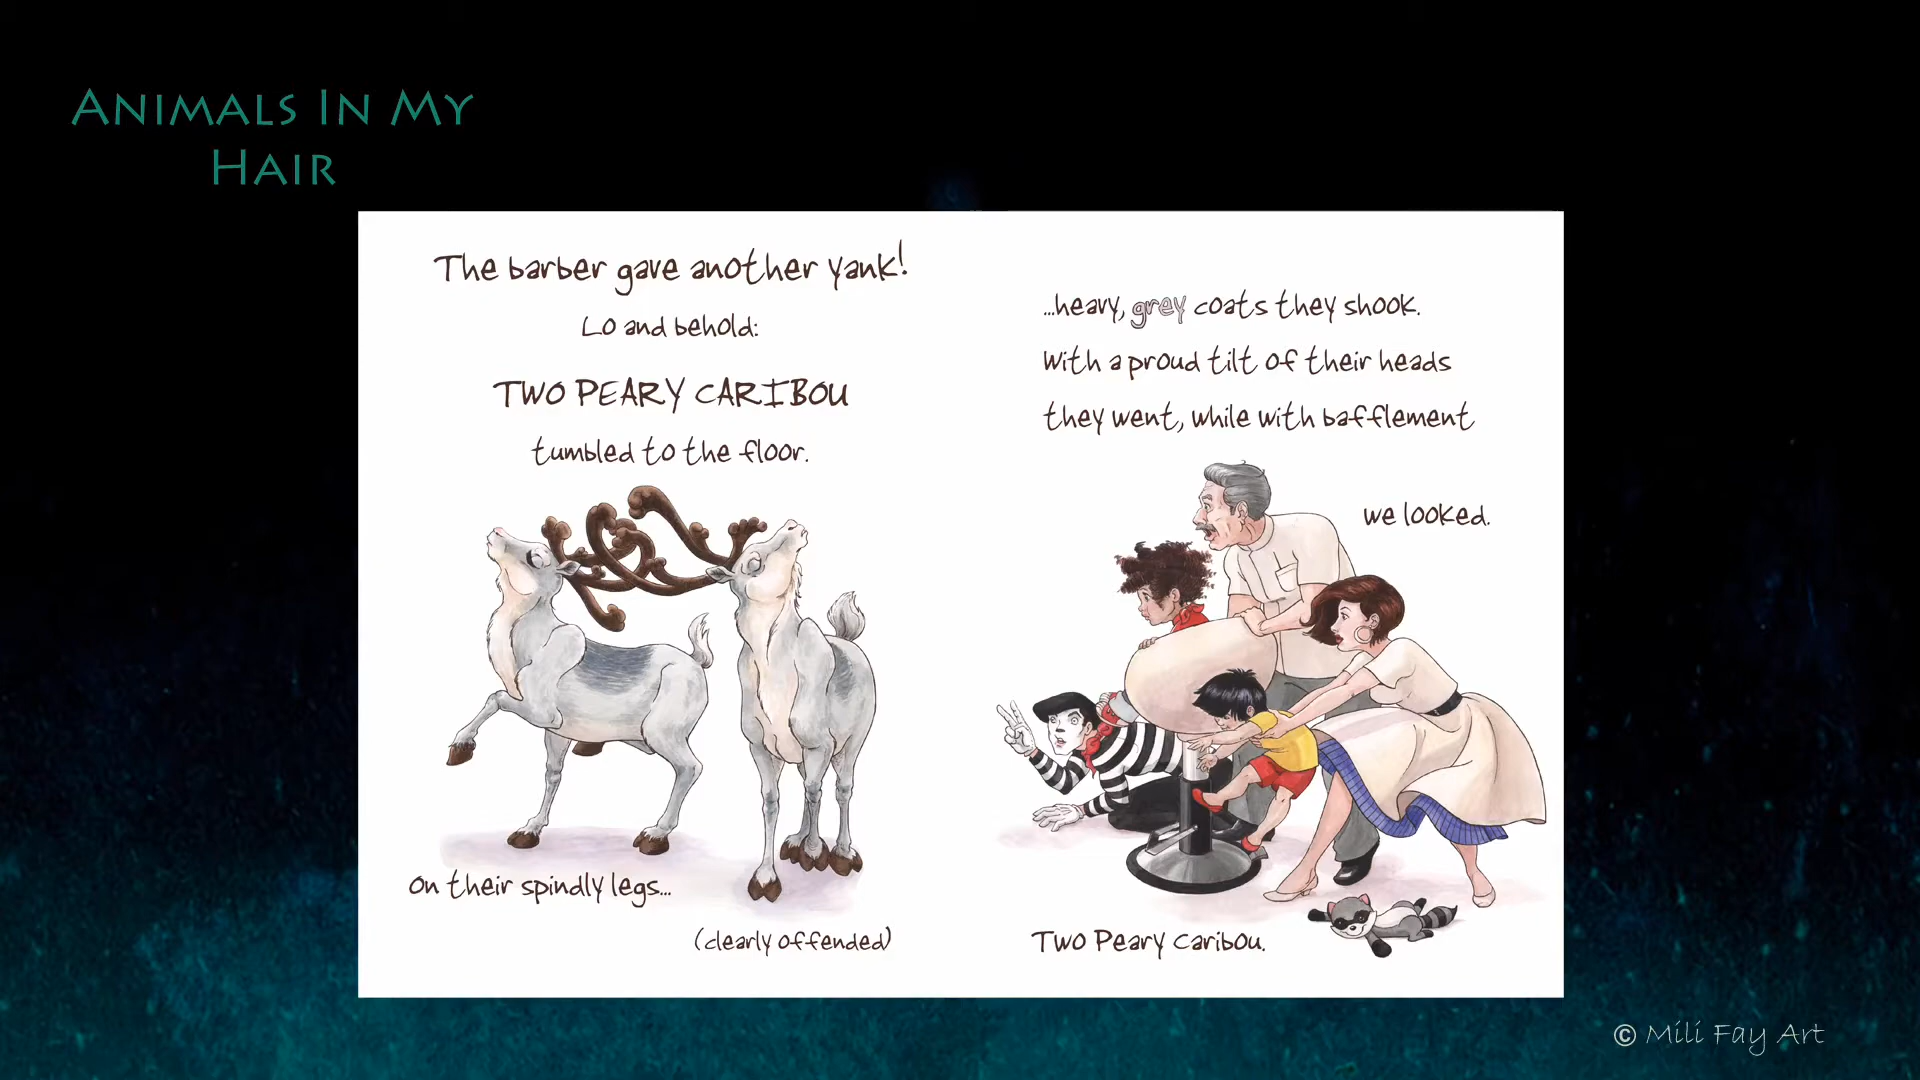 ANIMALS IN MY
HAIR
The barber gave another yank!
Lo and behold:
TWO PEARY CARIBOU
tumbled to the floor.
on their spindly legs...
(clearly offended)
...heavy, grey coats they shook.
With a proud tilt of their heads
they went, while with bafflement
we looked.
Two Peary Caribou.
© Mili Fay Art